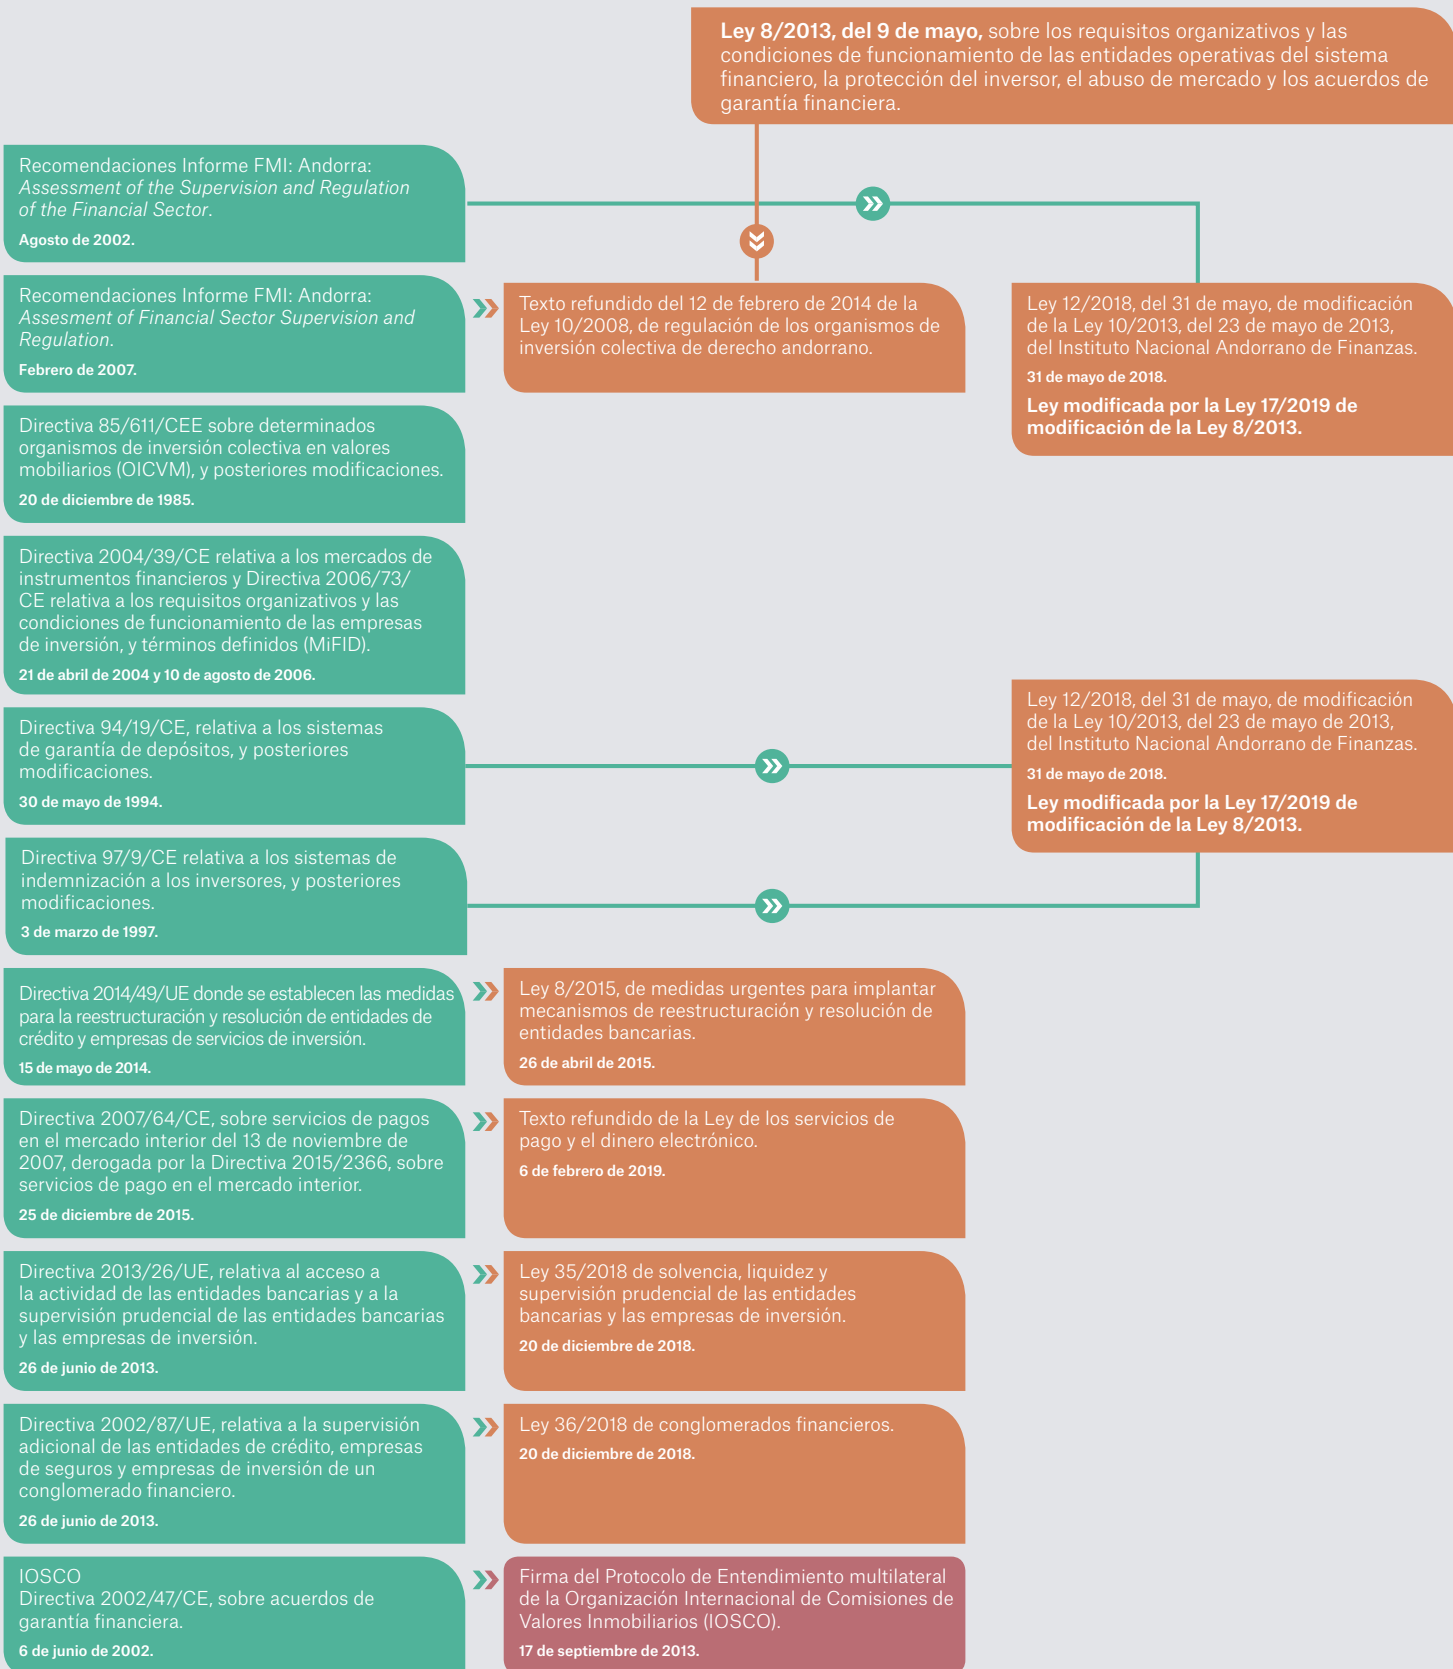 Ley 8/2013, del 9 de mayo, sobre los requisitos organizativos y las
condiciones de funcionamiento de las entidades operativas del sistema
financiero, la protección del inversor, el abuso de mercado y los acuerdos de
garantía financiera.
Recomendaciones Informe FMI: Andorra:
Assessment of the Supervision and Regulation
of the Financial Sector.
Agosto de 2002.
Recomendaciones Informe FMI: Andorra:
Assesment of Financial Sector Supervision and
Regulation.
Febrero de 2007.
Texto refundido del 12 de febrero de 2014 de la
Ley 10/2008, de regulación de los organismos de
inversión colectiva de derecho andorrano.
Ley 12/2018, del 31 de mayo, de modificación
de la Ley 10/2013, del 23 de mayo de 2013,
del Instituto Nacional Andorrano de Finanzas.
31 de mayo de 2018.
Ley modificada por la Ley 17/2019 de
modificación de la Ley 8/2013.
Directiva 85/611/CEE sobre determinados
organismos de inversión colectiva en valores
mobiliarios (OICVM), y posteriores modificaciones.
20 de diciembre de 1985.
Directiva 2004/39/CE relativa a los mercados de
instrumentos financieros y Directiva 2006/73/
CE relativa a los requisitos organizativos y las
condiciones de funcionamiento de las empresas
de inversión, y términos definidos (MiFID).
21 de abril de 2004 y 10 de agosto de 2006.
Directiva 94/19/CE, relativa a los sistemas
de garantía de depósitos, y posteriores
modificaciones.
30 de mayo de 1994.
Ley 12/2018, del 31 de mayo, de modificación
de la Ley 10/2013, del 23 de mayo de 2013,
del Instituto Nacional Andorrano de Finanzas.
31 de mayo de 2018.
Ley modificada por la Ley 17/2019 de
modificación de la Ley 8/2013.
Directiva 97/9/CE relativa a los sistemas de
indemnización a los inversores, y posteriores
modificaciones.
3 de marzo de 1997.
Directiva 2014/49/UE donde se establecen las medidas
para la reestructuración y resolución de entidades de
crédito y empresas de servicios de inversión.
15 de mayo de 2014.
Ley 8/2015, de medidas urgentes para implantar
mecanismos de reestructuración y resolución de
entidades bancarias.
26 de abril de 2015.
Directiva 2007/64/CE, sobre servicios de pagos
en el mercado interior del 13 de noviembre de
2007, derogada por la Directiva 2015/2366, sobre
servicios de pago en el mercado interior.
25 de diciembre de 2015.
Texto refundido de la Ley de los servicios de
pago y el dinero electrónico.
6 de febrero de 2019.
Directiva 2013/26/UE, relativa al acceso a
la actividad de las entidades bancarias y a la
supervisión prudencial de las entidades bancarias
y las empresas de inversión.
26 de junio de 2013.
Ley 35/2018 de solvencia, liquidez y
supervisión prudencial de las entidades
bancarias y las empresas de inversión.
20 de diciembre de 2018.
Directiva 2002/87/UE, relativa a la supervisión
adicional de las entidades de crédito, empresas
de seguros y empresas de inversión de un
conglomerado financiero.
26 de junio de 2013.
Ley 36/2018 de conglomerados financieros.
20 de diciembre de 2018.
IOSCO
Directiva 2002/47/CE, sobre acuerdos de
garantía financiera.
6 de junio de 2002.
Firma del Protocolo de Entendimiento multilateral
de la Organización Internacional de Comisiones de
Valores Inmobiliarios (IOSCO).
17 de septiembre de 2013.